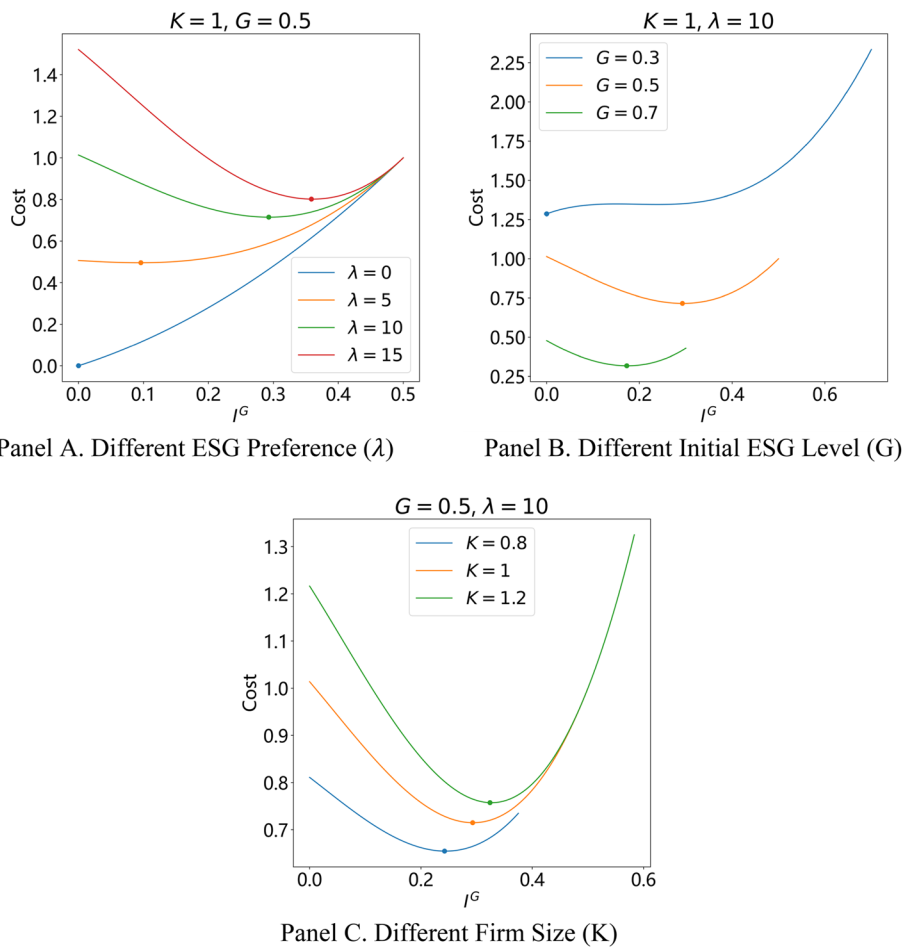 K = 1, G = 0.5
Cost
1.4
1.2
1.0
0.8
0.6
0.4
0.2
0.0
λ = 0
λ = 5
λ = 10
λ = 15
0.0 0.1 0.2 0.3 0.4 0.5
I^G
Panel A. Different ESG Preference (λ)
K = 1, λ = 10
Cost
2.25
2.00
1.75
1.50
1.25
1.00
0.75
0.50
0.25
G = 0.3
G = 0.5
G = 0.7
0.0 0.2 0.4 0.6
I^G
Panel B. Different Initial ESG Level (G)
G = 0.5, λ = 10
Cost
1.3
1.2
1.1
1.0
0.9
0.8
0.7
K = 0.8
K = 1
K = 1.2
0.0 0.2 0.4 0.6
I^G
Panel C. Different Firm Size (K)